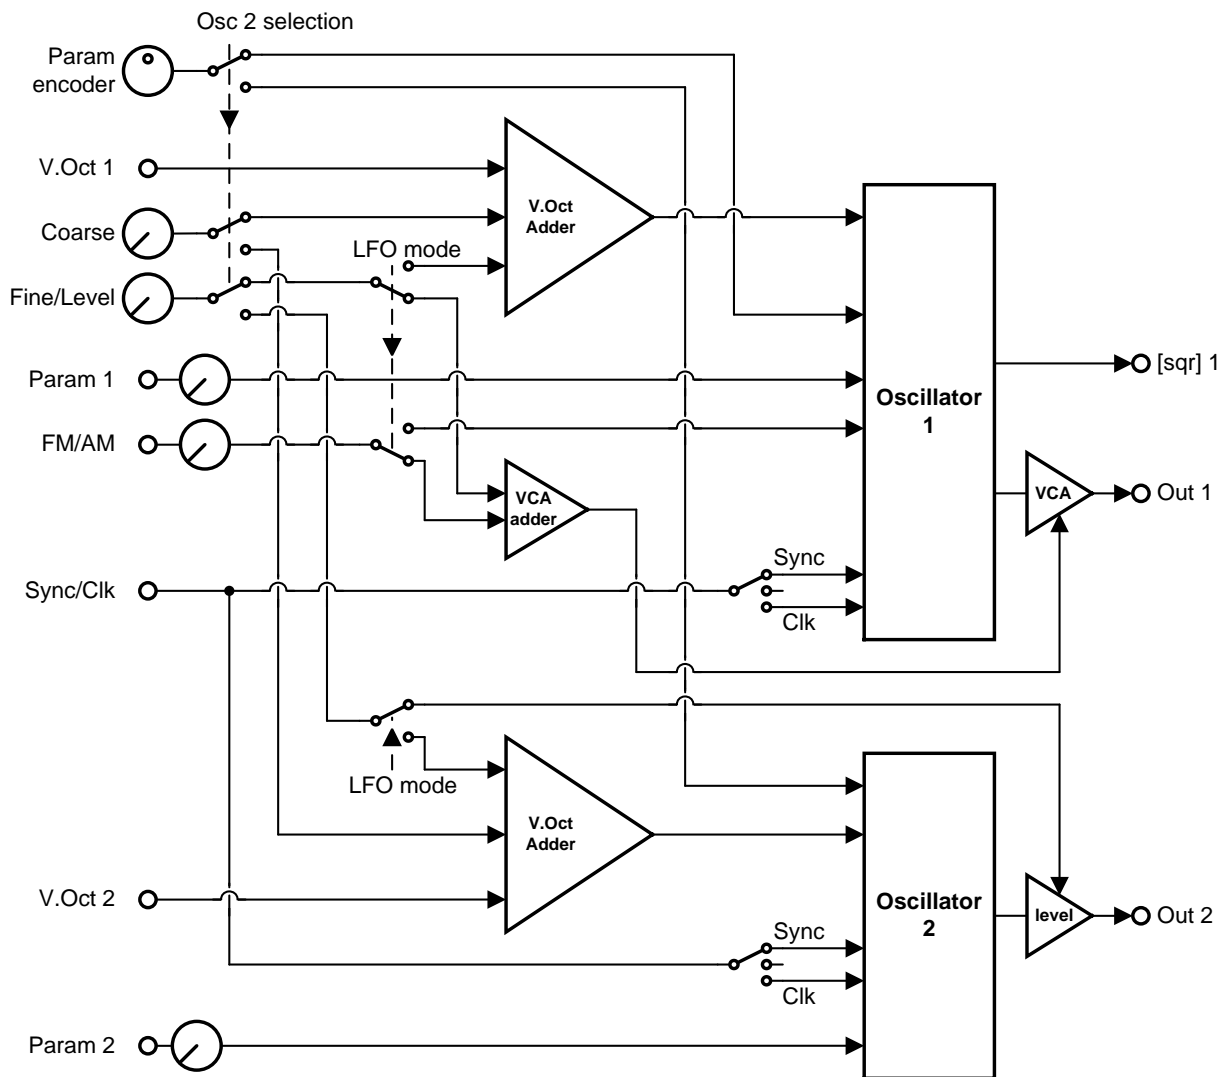 Osc 2 selection
Param
encoder
V.Oct 1
V.Oct
Adder
Coarse
LFO mode
Fine/Level
Param 1
[sqr] 1
Oscillator
1
FM/AM
VCA
adder
VCA
Out 1
Sync
Sync/Clk
Clk
LFO mode
V.Oct
Adder
V.Oct 2
Oscillator
2
level
Out 2
Sync
Clk
Param 2